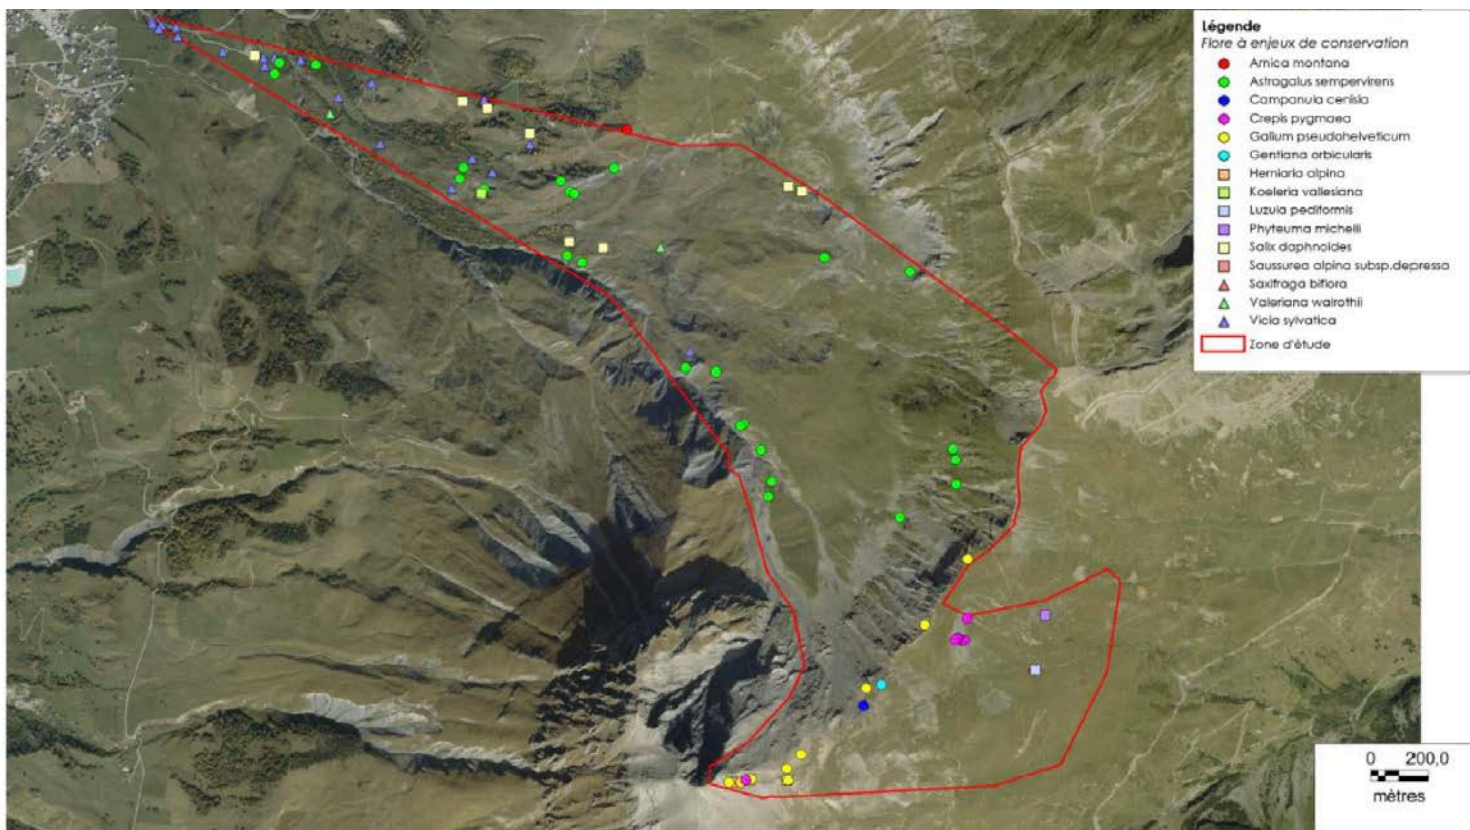 Légende
Flore à enjeux de conservation
Arnica montana
Astragalus sempervirens
Campanula cenisia
Crepis pygmaea
Galium pseudohelveticum
Gentiana orbicularis
Herniaria alpina
Koeleria vallesiana
Luzula pediformis
Phyteuma michelii
Salix daphnoides
Saussurea alpina subsp.depressa
Saxifraga biflora
Valeriana walrothii
Vicia sylvatica
Zone d'étude
0 200,0
mètres